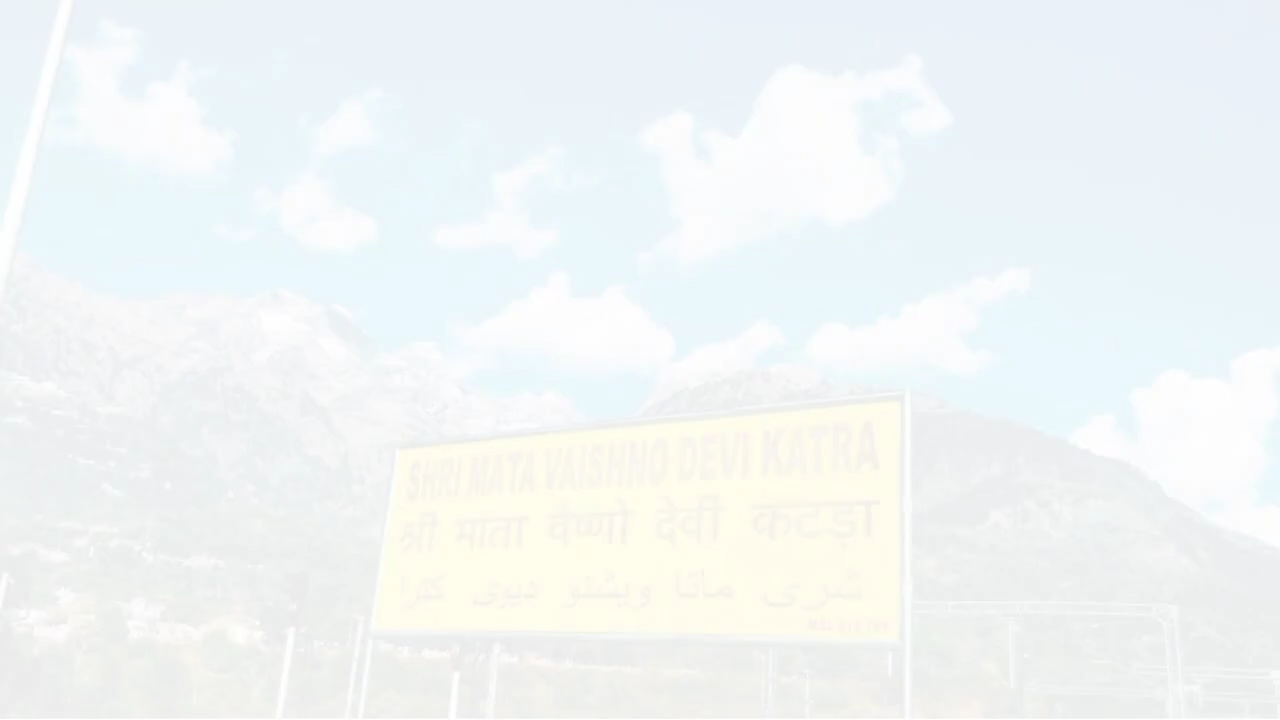 SHRI MATA VAISHNO DEVI KATRA
श्री माता वैष्णो देवी कटड़ा
شری ماتا ویشنو دیوی کٹرا